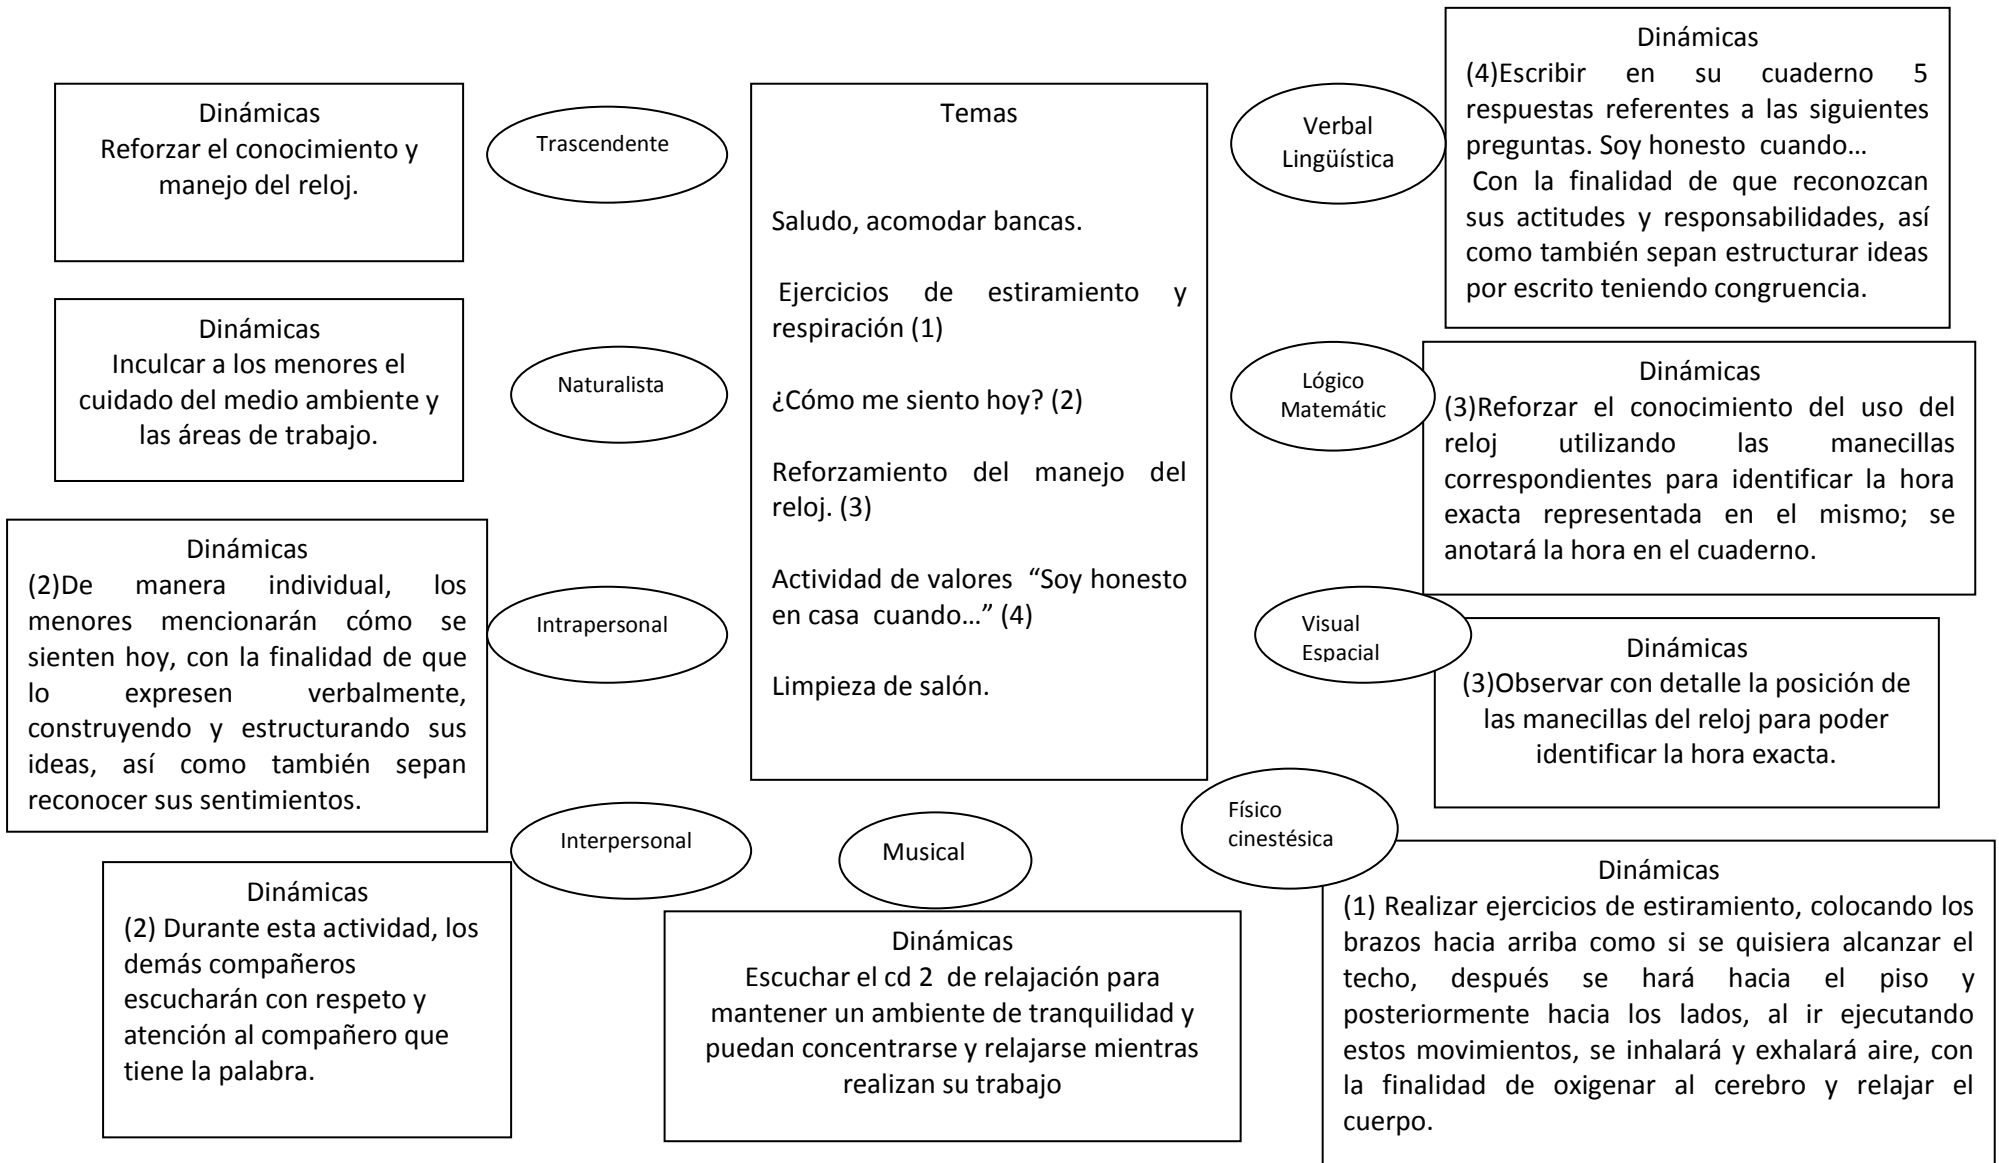 Dinámicas
Reforzar el conocimiento y
manejo del reloj.
Trascendente
Temas
Saludo, acomodar bancas.
Ejercicios de estiramiento y
respiración (1)
¿Cómo me siento hoy? (2)
Reforzamiento del manejo del
reloj. (3)
Actividad de valores “Soy honesto
en casa cuando…” (4)
Limpieza de salón.
Verbal
Lingüística
Dinámicas
(4)Escribir en su cuaderno 5
respuestas referentes a las siguientes
preguntas. Soy honesto cuando…
Con la finalidad de que reconozcan
sus actitudes y responsabilidades, así
como también sepan estructurar ideas
por escrito teniendo congruencia.
Dinámicas
Inculcar a los menores el
cuidado del medio ambiente y
las áreas de trabajo.
Naturalista
Lógico
Matemátic
Dinámicas
(3)Reforzar el conocimiento del uso del
reloj utilizando las manecillas
correspondientes para identificar la hora
exacta representada en el mismo; se
anotará la hora en el cuaderno.
Dinámicas
(2)De manera individual, los
menores mencionarán cómo se
sienten hoy, con la finalidad de que
lo expresen verbalmente,
construyendo y estructurando sus
ideas, así como también sepan
reconocer sus sentimientos.
Intrapersonal
Visual
Espacial
Dinámicas
(3)Observar con detalle la posición de
las manecillas del reloj para poder
identificar la hora exacta.
Interpersonal
Dinámicas
(2) Durante esta actividad, los
demás compañeros
escucharán con respeto y
atención al compañero que
tiene la palabra.
Musical
Dinámicas
Escuchar el cd 2 de relajación para
mantener un ambiente de tranquilidad y
puedan concentrarse y relajarse mientras
realizan su trabajo
Físico
cinestésica
Dinámicas
(1) Realizar ejercicios de estiramiento, colocando los
brazos hacia arriba como si se quisiera alcanzar el
techo, después se hará hacia el piso y
posteriormente hacia los lados, al ir ejecutando
estos movimientos, se inhalará y exhalará aire, con
la finalidad de oxigenar al cerebro y relajar el
cuerpo.